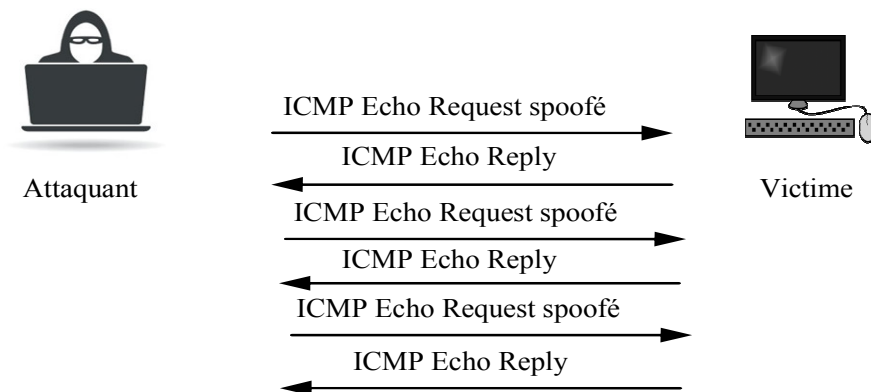 ICMP Echo Request spoofé
ICMP Echo Reply
Attaquant
Victime
ICMP Echo Request spoofé
ICMP Echo Reply
ICMP Echo Request spoofé
ICMP Echo Reply